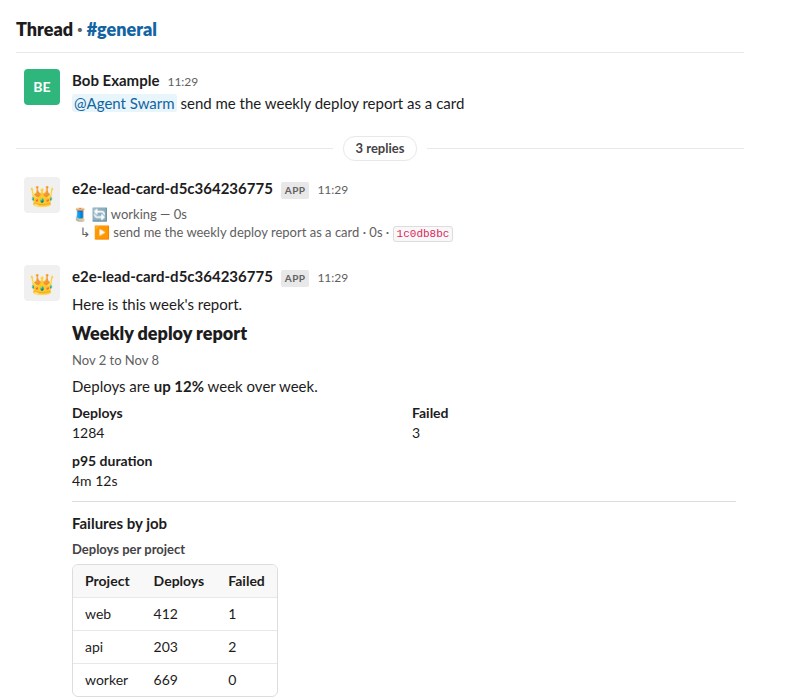 Thread • #general
BE
Bob Example 11:29
@Agent Swarm send me the weekly deploy report as a card
3 replies
e2e-lead-card-d5c364236775 APP 11:29
working — 0s
↳ send me the weekly deploy report as a card · 0s · 1c0db8bc
e2e-lead-card-d5c364236775 APP 11:29
Here is this week's report.
Weekly deploy report
Nov 2 to Nov 8
Deploys are up 12% week over week.
Deploys Failed
1284 3
p95 duration
4m 12s
Failures by job
Deploys per project
Project Deploys Failed
web 412 1
api 203 2
worker 669 0